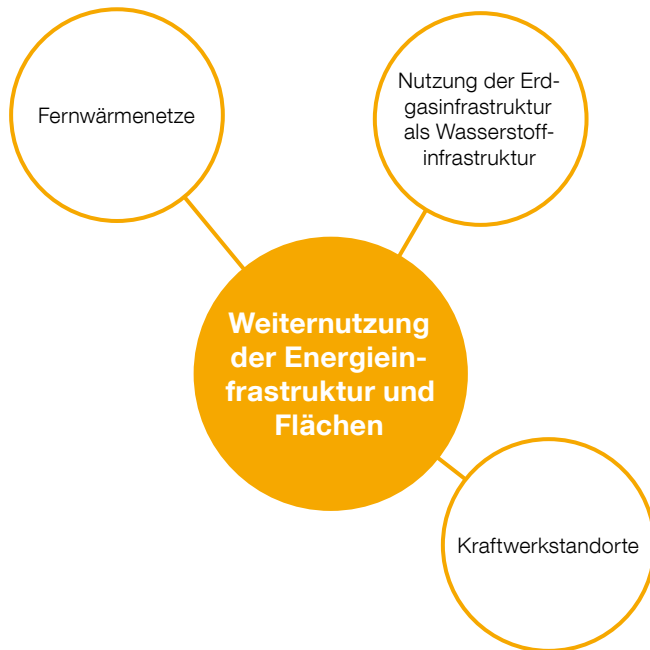 Fernwärmenetze
Nutzung der Erd-
gasinfrastruktur
als Wasserstoff-
infrastruktur
Weiternutzung
der Energieein-
frastruktur und
Flächen
Kraftwerkstandorte